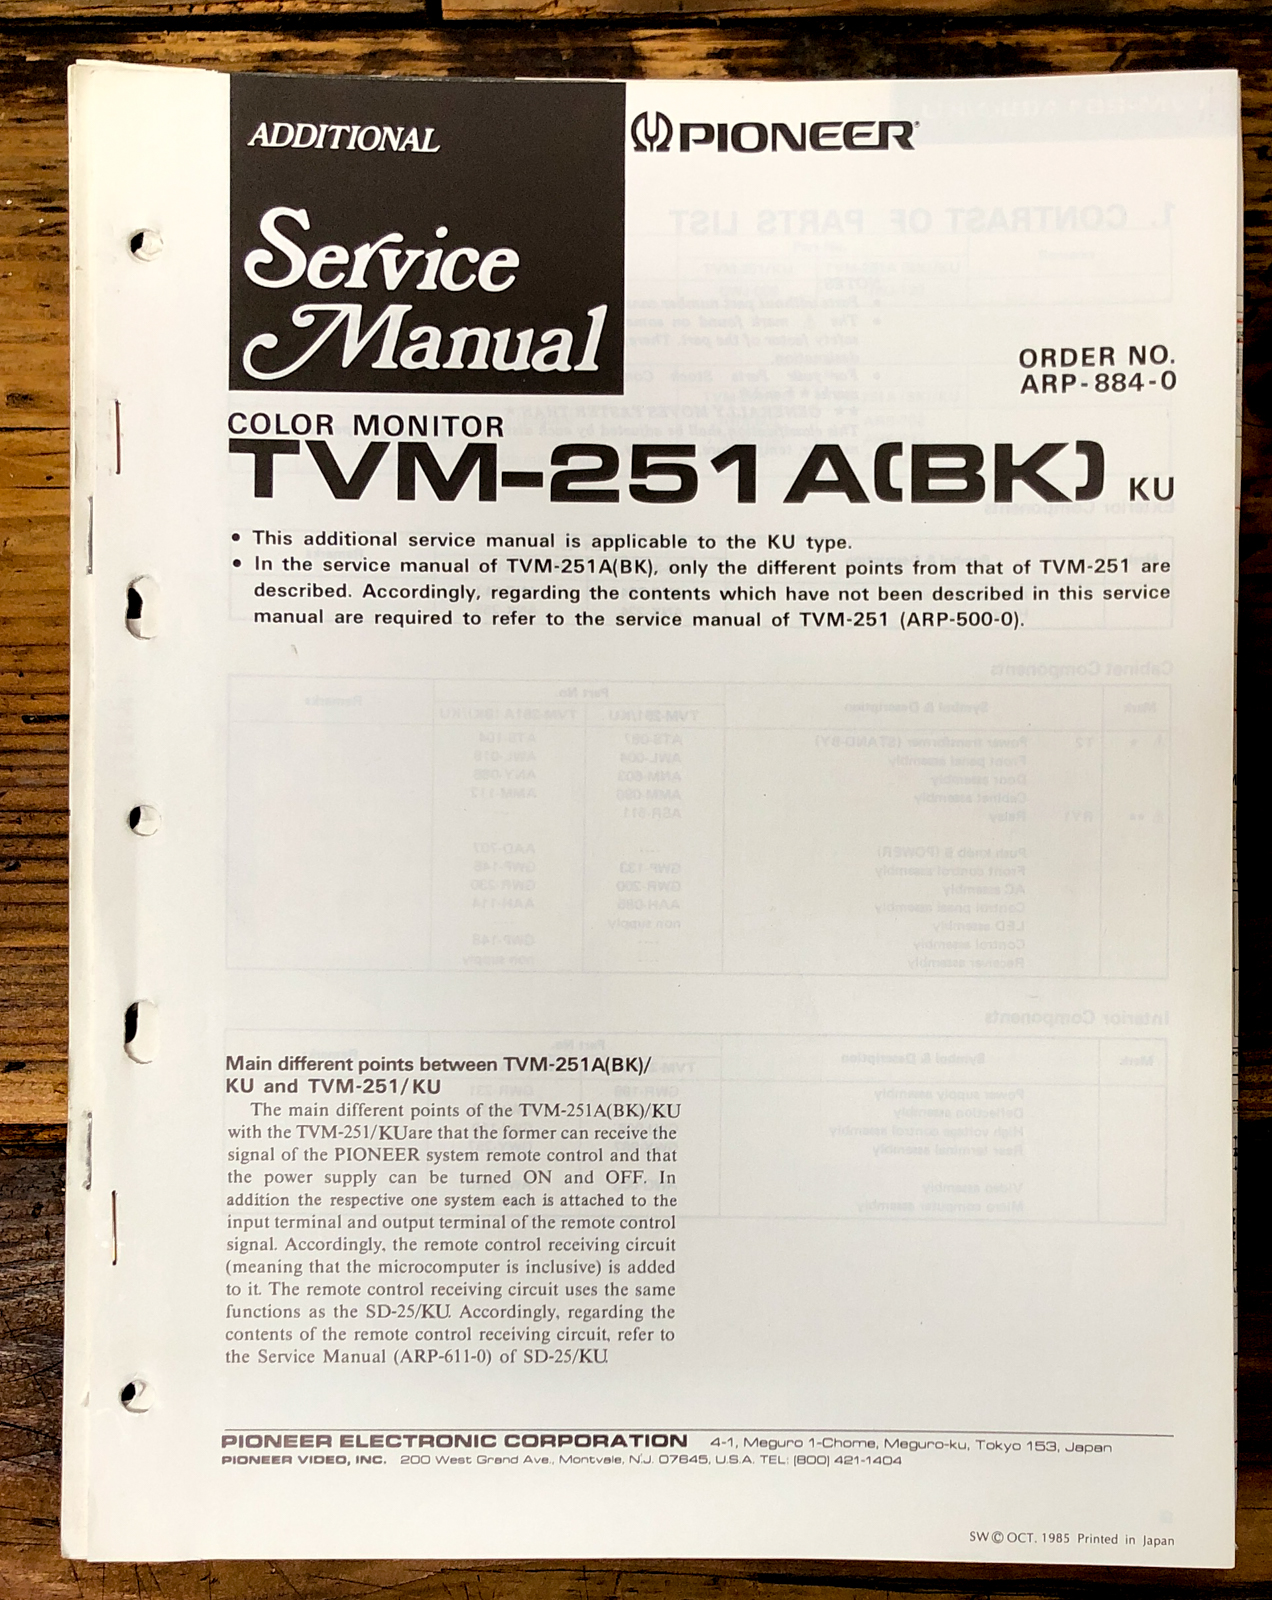 ADDITIONAL
Service
Manual
PIONEER®
ORDER NO.
ARP-884-0
COLOR MONITOR
TVM-251A(BK) KU
• This additional service manual is applicable to the KU type.
• In the service manual of TVM-251A(BK), only the different points from that of TVM-251 are
described. Accordingly, regarding the contents which have not been described in this service
manual are required to refer to the service manual of TVM-251 (ARP-500-0).
Main different points between TVM-251A(BK)/
KU and TVM-251/KU
The main different points of the TVM-251A(BK)/KU
with the TVM-251/KUare that the former can receive the
signal of the PIONEER system remote control and that
the power supply can be turned ON and OFF. In
addition the respective one system each is attached to the
input terminal and output terminal of the remote control
signal. Accordingly, the remote control receiving circuit
(meaning that the microcomputer is inclusive) is added
to it. The remote control receiving circuit uses the same
functions as the SD-25/KU. Accordingly, regarding the
contents of the remote control receiving circuit, refer to
the Service Manual (ARP-611-0) of SD-25/KU.
PIONEER ELECTRONIC CORPORATION 4-1, Meguro 1-Chome, Meguro-ku, Tokyo 153, Japan
PIONEER VIDEO, INC. 200 West Grand Ave., Montvale, N.J. 07645, U.S.A. TEL: (800) 421-1404
SW © OCT. 1985 Printed in Japan